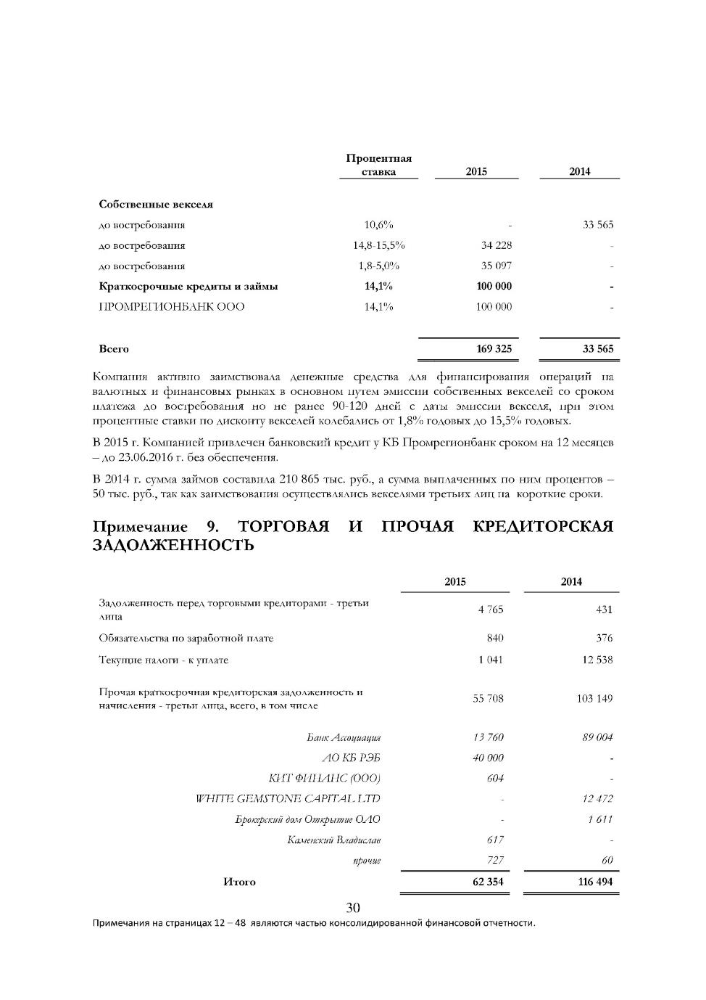 Процентная
ставка 2015 2014
Собственные векселя
до востребования 10,6% - 33 565
до востребования 14,8-15,5% 34 228 -
до востребования 1,8-5,0% 35 097 -
Краткосрочные кредиты и займы 14,1% 100 000 -
ПРОМРЕГИОНБАНК ООО 14,1% 100 000 -
Всего 169 325 33 565
Компания активно заимствовала денежные средства для финансирования операций на
валютных и финансовых рынках в основном путем эмиссии собственных векселей со сроком
платежа до востребования но не ранее 90-120 дней с даты эмиссии векселя, при этом
процентные ставки по дисконту векселей колебались от 1,8% годовых до 15,5% годовых.
В 2015 г. Компанией привлечен банковский кредит у КБ Промрегионбанк сроком на 12 месяцев
– до 23.06.2016 г. без обеспечения.
В 2014 г. сумма займов составила 210 865 тыс. руб., а сумма выплаченных по ним процентов –
50 тыс. руб., так как заимствования осуществлялись векселями третьих лиц на короткие сроки.
Примечание 9. ТОРГОВАЯ И ПРОЧАЯ КРЕДИТОРСКАЯ
ЗАДОЛЖЕННОСТЬ
2015 2014
Задолженность перед торговыми кредиторами - третьи
лица 4 765 431
Обязательства по заработной плате 840 376
Текущие налоги - к уплате 1 041 12 538
Прочая краткосрочная кредиторская задолженность и
начисления - третьи лица, всего, в том числе 55 708 103 149
Банк Ассоциация 13 760 89 004
АО КБ РЭБ 40 000 -
КИТ ФИНАНС (ООО) 604 -
WHITE GEMSTONE CAPITAL LTD - 12 472
Брокерский дом Открытие ОАО - 1 611
Каменский Владислав 617 -
прочие 727 60
Итого 62 354 116 494
30
Примечания на страницах 12 – 48 являются частью консолидированной финансовой отчетности.